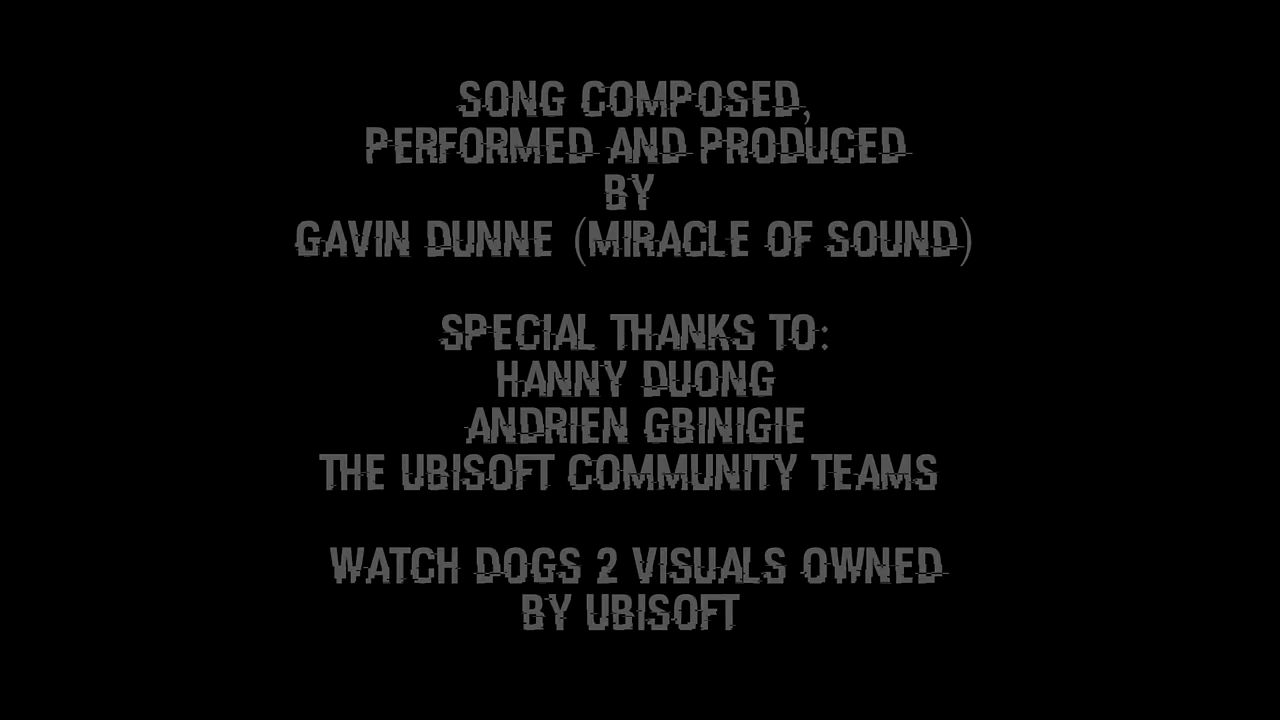 SONG COMPOSED,
PERFORMED AND PRODUCED
BY
GAVIN DUNNE (MIRACLE OF SOUND)
SPECIAL THANKS TO:
HANNY DUONG
ANDRIEN GBINIGIE
THE UBISOFT COMMUNITY TEAMS
WATCH DOGS 2 VISUALS OWNED
BY UBISOFT